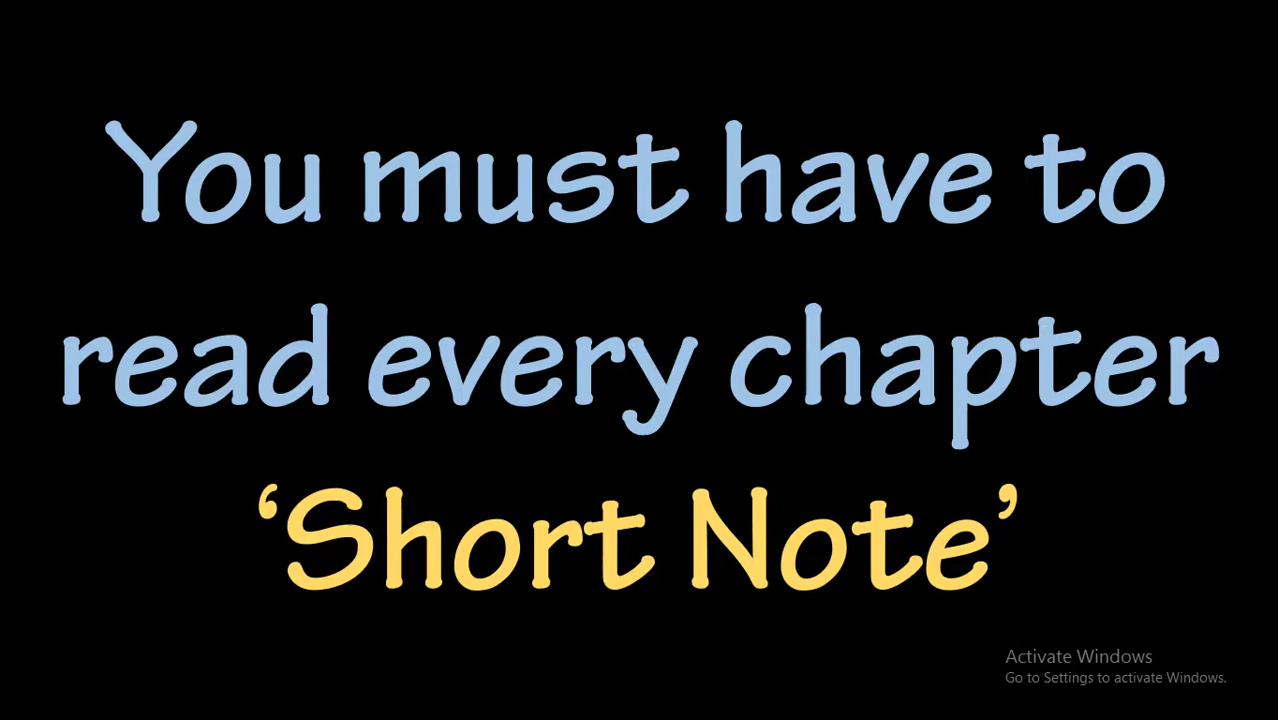 You must have to
read every chapter
‘Short Note’
Activate Windows
Go to Settings to activate Windows.